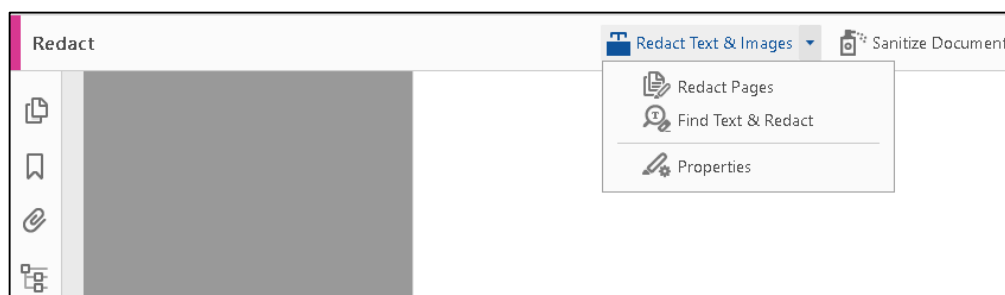 Redact
Redact Text & Images
Sanitize Document
Redact Pages
Find Text & Redact
Properties